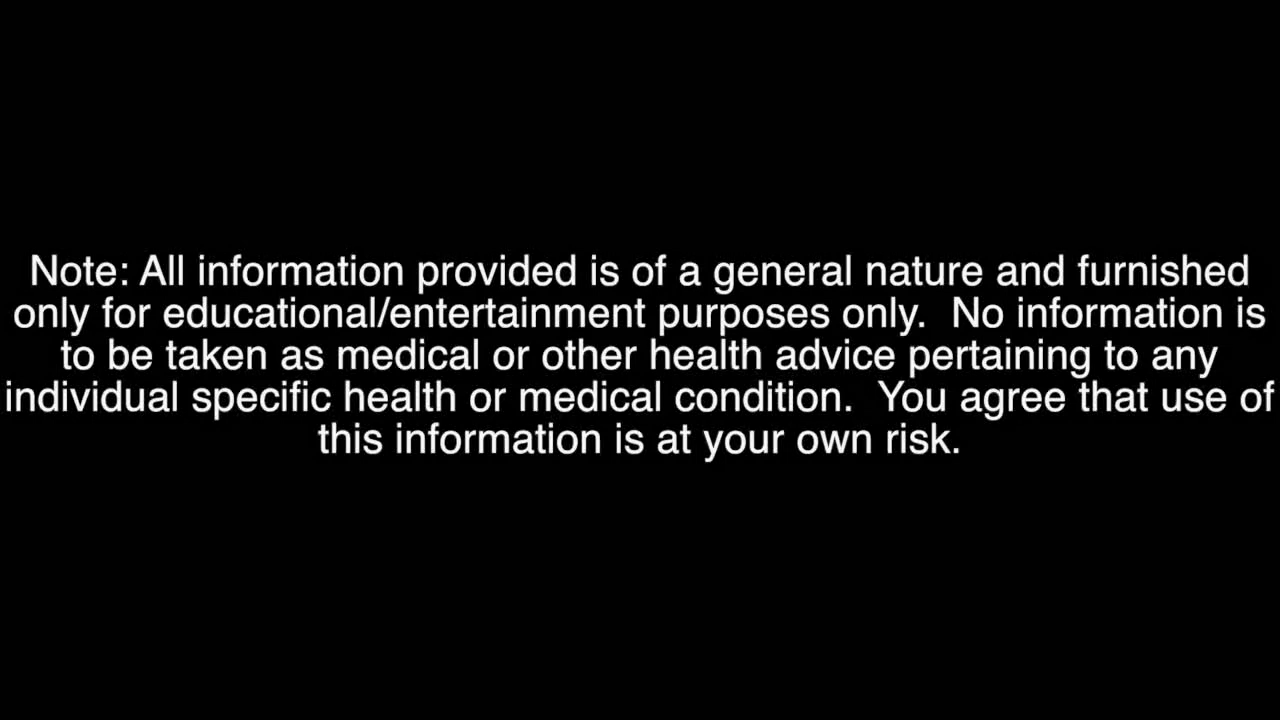 Note: All information provided is of a general nature and furnished
only for educational/entertainment purposes only.  No information is
to be taken as medical or other health advice pertaining to any
individual specific health or medical condition.  You agree that use of
this information is at your own risk.